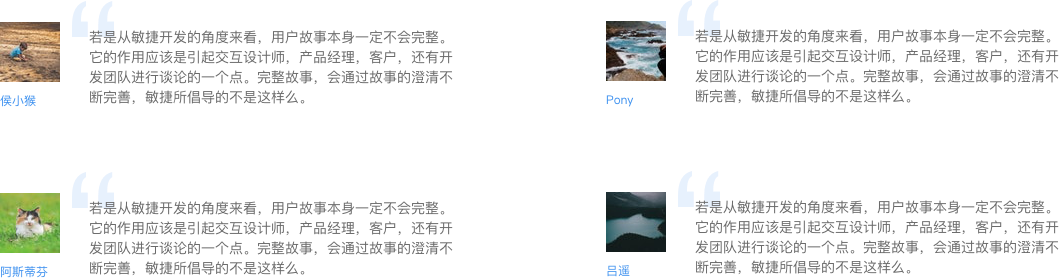 若是从敏捷开发的角度来看，用户故事本身一定不会完整。
它的作用应该是引起交互设计师，产品经理，客户，还有开
发团队进行谈论的一个点。完整故事，会通过故事的澄清不
断完善，敏捷所倡导的不是这样么。
侯小猴
若是从敏捷开发的角度来看，用户故事本身一定不会完整。
它的作用应该是引起交互设计师，产品经理，客户，还有开
发团队进行谈论的一个点。完整故事，会通过故事的澄清不
断完善，敏捷所倡导的不是这样么。
Pony
若是从敏捷开发的角度来看，用户故事本身一定不会完整。
它的作用应该是引起交互设计师，产品经理，客户，还有开
发团队进行谈论的一个点。完整故事，会通过故事的澄清不
断完善，敏捷所倡导的不是这样么。
阿斯蒂芬
若是从敏捷开发的角度来看，用户故事本身一定不会完整。
它的作用应该是引起交互设计师，产品经理，客户，还有开
发团队进行谈论的一个点。完整故事，会通过故事的澄清不
断完善，敏捷所倡导的不是这样么。
吕遥